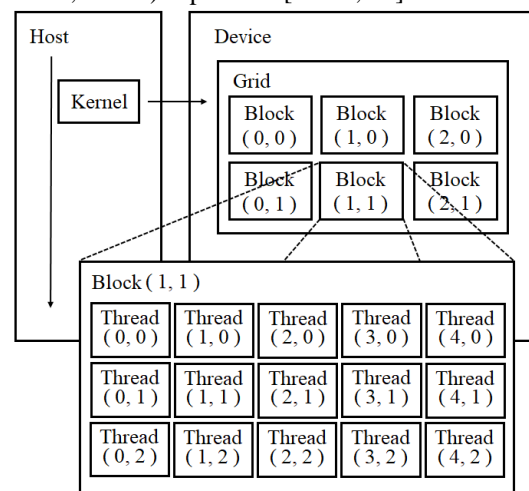 Host
Device
Kernel
Grid
Block Block Block
( 0, 0 ) ( 1, 0 ) ( 2, 0 )
Block Block Block
( 0, 1 ) ( 1, 1 ) ( 2, 1 )
Block ( 1, 1 )
Thread Thread Thread Thread Thread
( 0, 0 ) ( 1, 0 ) ( 2, 0 ) ( 3, 0 ) ( 4, 0 )
Thread Thread Thread Thread Thread
( 0, 1 ) ( 1, 1 ) ( 2, 1 ) ( 3, 1 ) ( 4, 1 )
Thread Thread Thread Thread Thread
( 0, 2 ) ( 1, 2 ) ( 2, 2 ) ( 3, 2 ) ( 4, 2 )